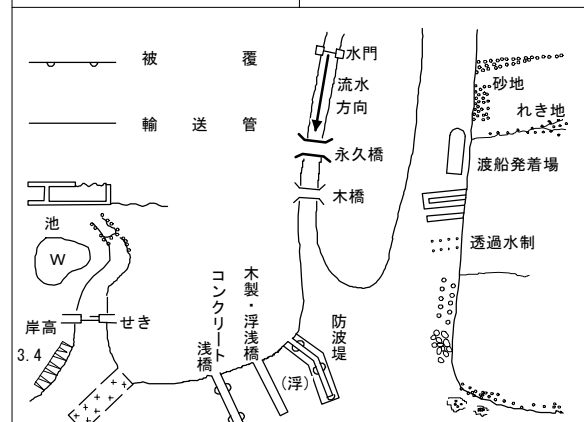 被覆
輸送管
水門
流水
方向
永久橋
木橋
砂地
れき地
渡船発着場
透過水制
池
W
岸高
3.4
せき
コンクリート
浅橋
木製・浮浅橋
防波堤
(浮)